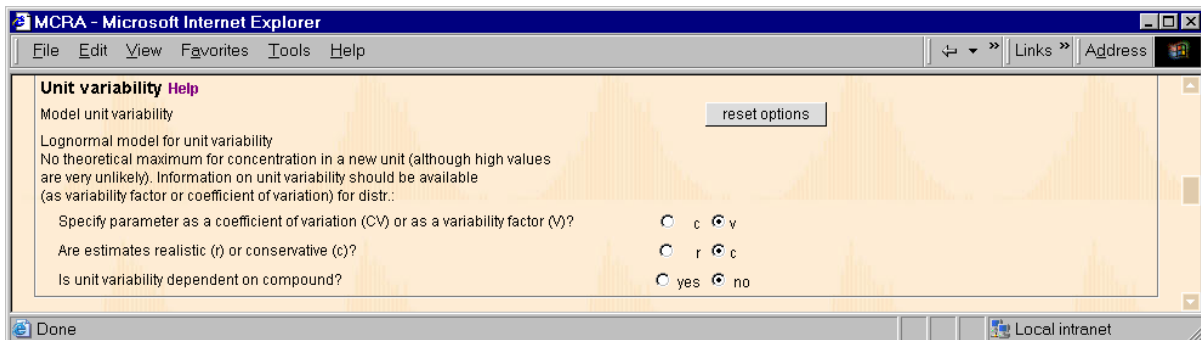 MCRA - Microsoft Internet Explorer
File Edit View Favorites Tools Help » Links » Address
Unit variability Help
Model unit variability reset options
Lognormal model for unit variability
No theoretical maximum for concentration in a new unit (although high values
are very unlikely). Information on unit variability should be available
(as variability factor or coefficient of variation) for distr.:
Specify parameter as a coefficient of variation (CV) or as a variability factor (V)? c v
Are estimates realistic (r) or conservative (c)? r c
Is unit variability dependent on compound? yes no
Done Local intranet